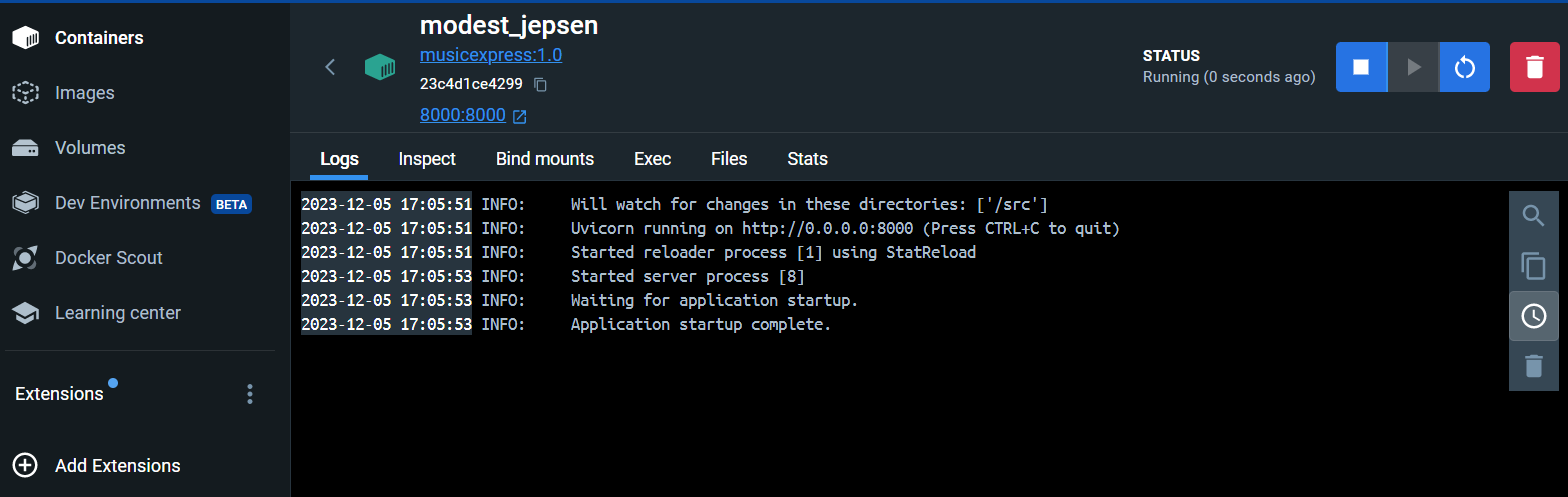 Containers
Images
Volumes
Dev Environments BETA
Docker Scout
Learning center
Extensions
Add Extensions
modest_jepsen
musicexpress:1.0
23c4d1ce4299
8000:8000
STATUS
Running (0 seconds ago)
Logs Inspect Bind mounts Exec Files Stats
2023-12-05 17:05:51 INFO: Will watch for changes in these directories: ['/src']
2023-12-05 17:05:51 INFO: Uvicorn running on http://0.0.0.0:8000 (Press CTRL+C to quit)
2023-12-05 17:05:51 INFO: Started reloader process [1] using StatReload
2023-12-05 17:05:53 INFO: Started server process [8]
2023-12-05 17:05:53 INFO: Waiting for application startup.
2023-12-05 17:05:53 INFO: Application startup complete.